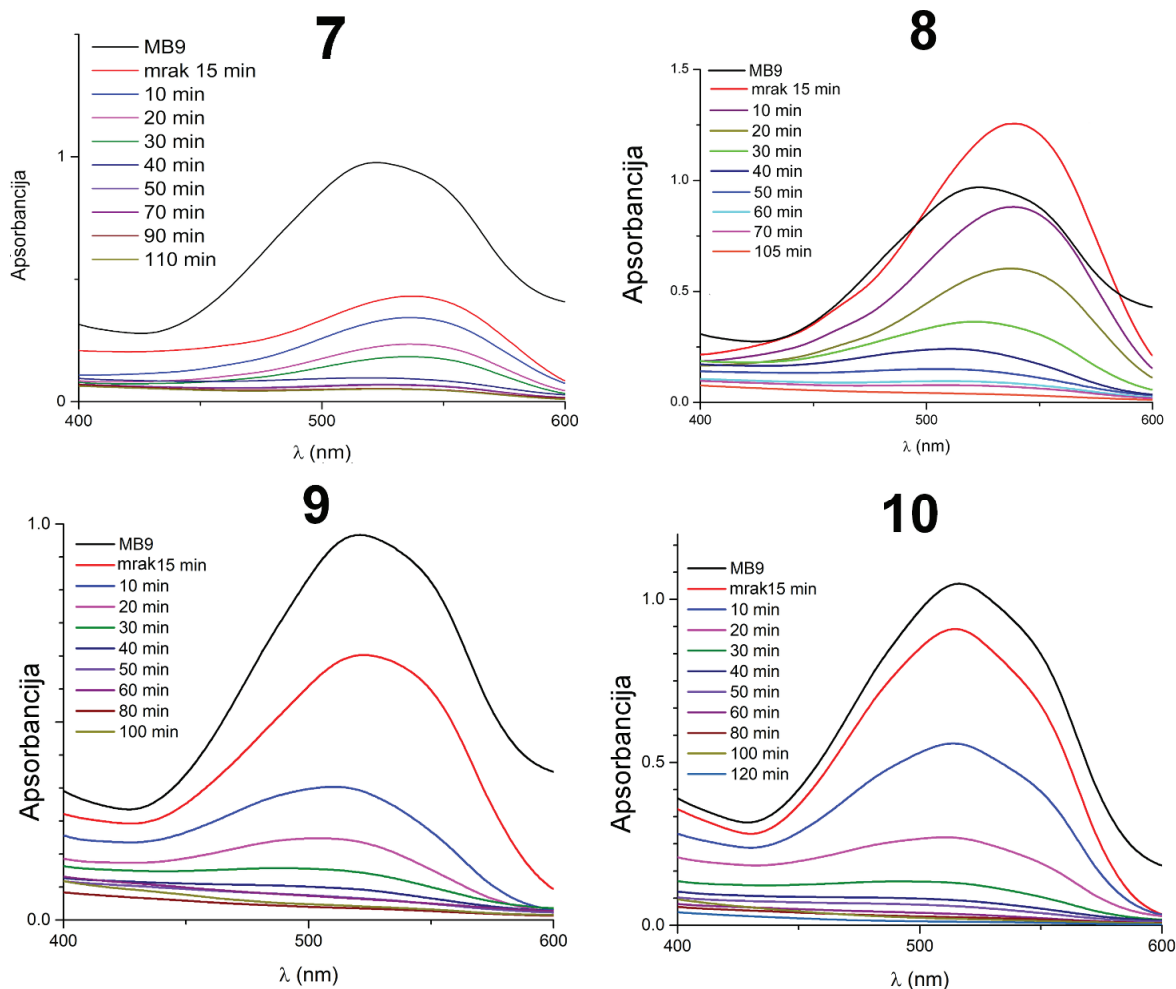 7
MB9
mrak 15 min
10 min
20 min
30 min
40 min
50 min
70 min
90 min
110 min
1
0
400
500
600
Apsorbancija
λ (nm)
8
MB9
mrak 15 min
10 min
20 min
30 min
40 min
50 min
60 min
70 min
105 min
1.5
1.0
0.5
0.0
400
500
600
Apsorbancija
λ (nm)
9
MB9
mrak15 min
10 min
20 min
30 min
40 min
50 min
60 min
80 min
100 min
1.0
0.0
400
500
600
Apsorbancija
λ (nm)
10
MB9
mrak15 min
10 min
20 min
30 min
40 min
50 min
60 min
80 min
100 min
120 min
1.0
0.5
0.0
400
500
600
Apsorbancija
λ (nm)